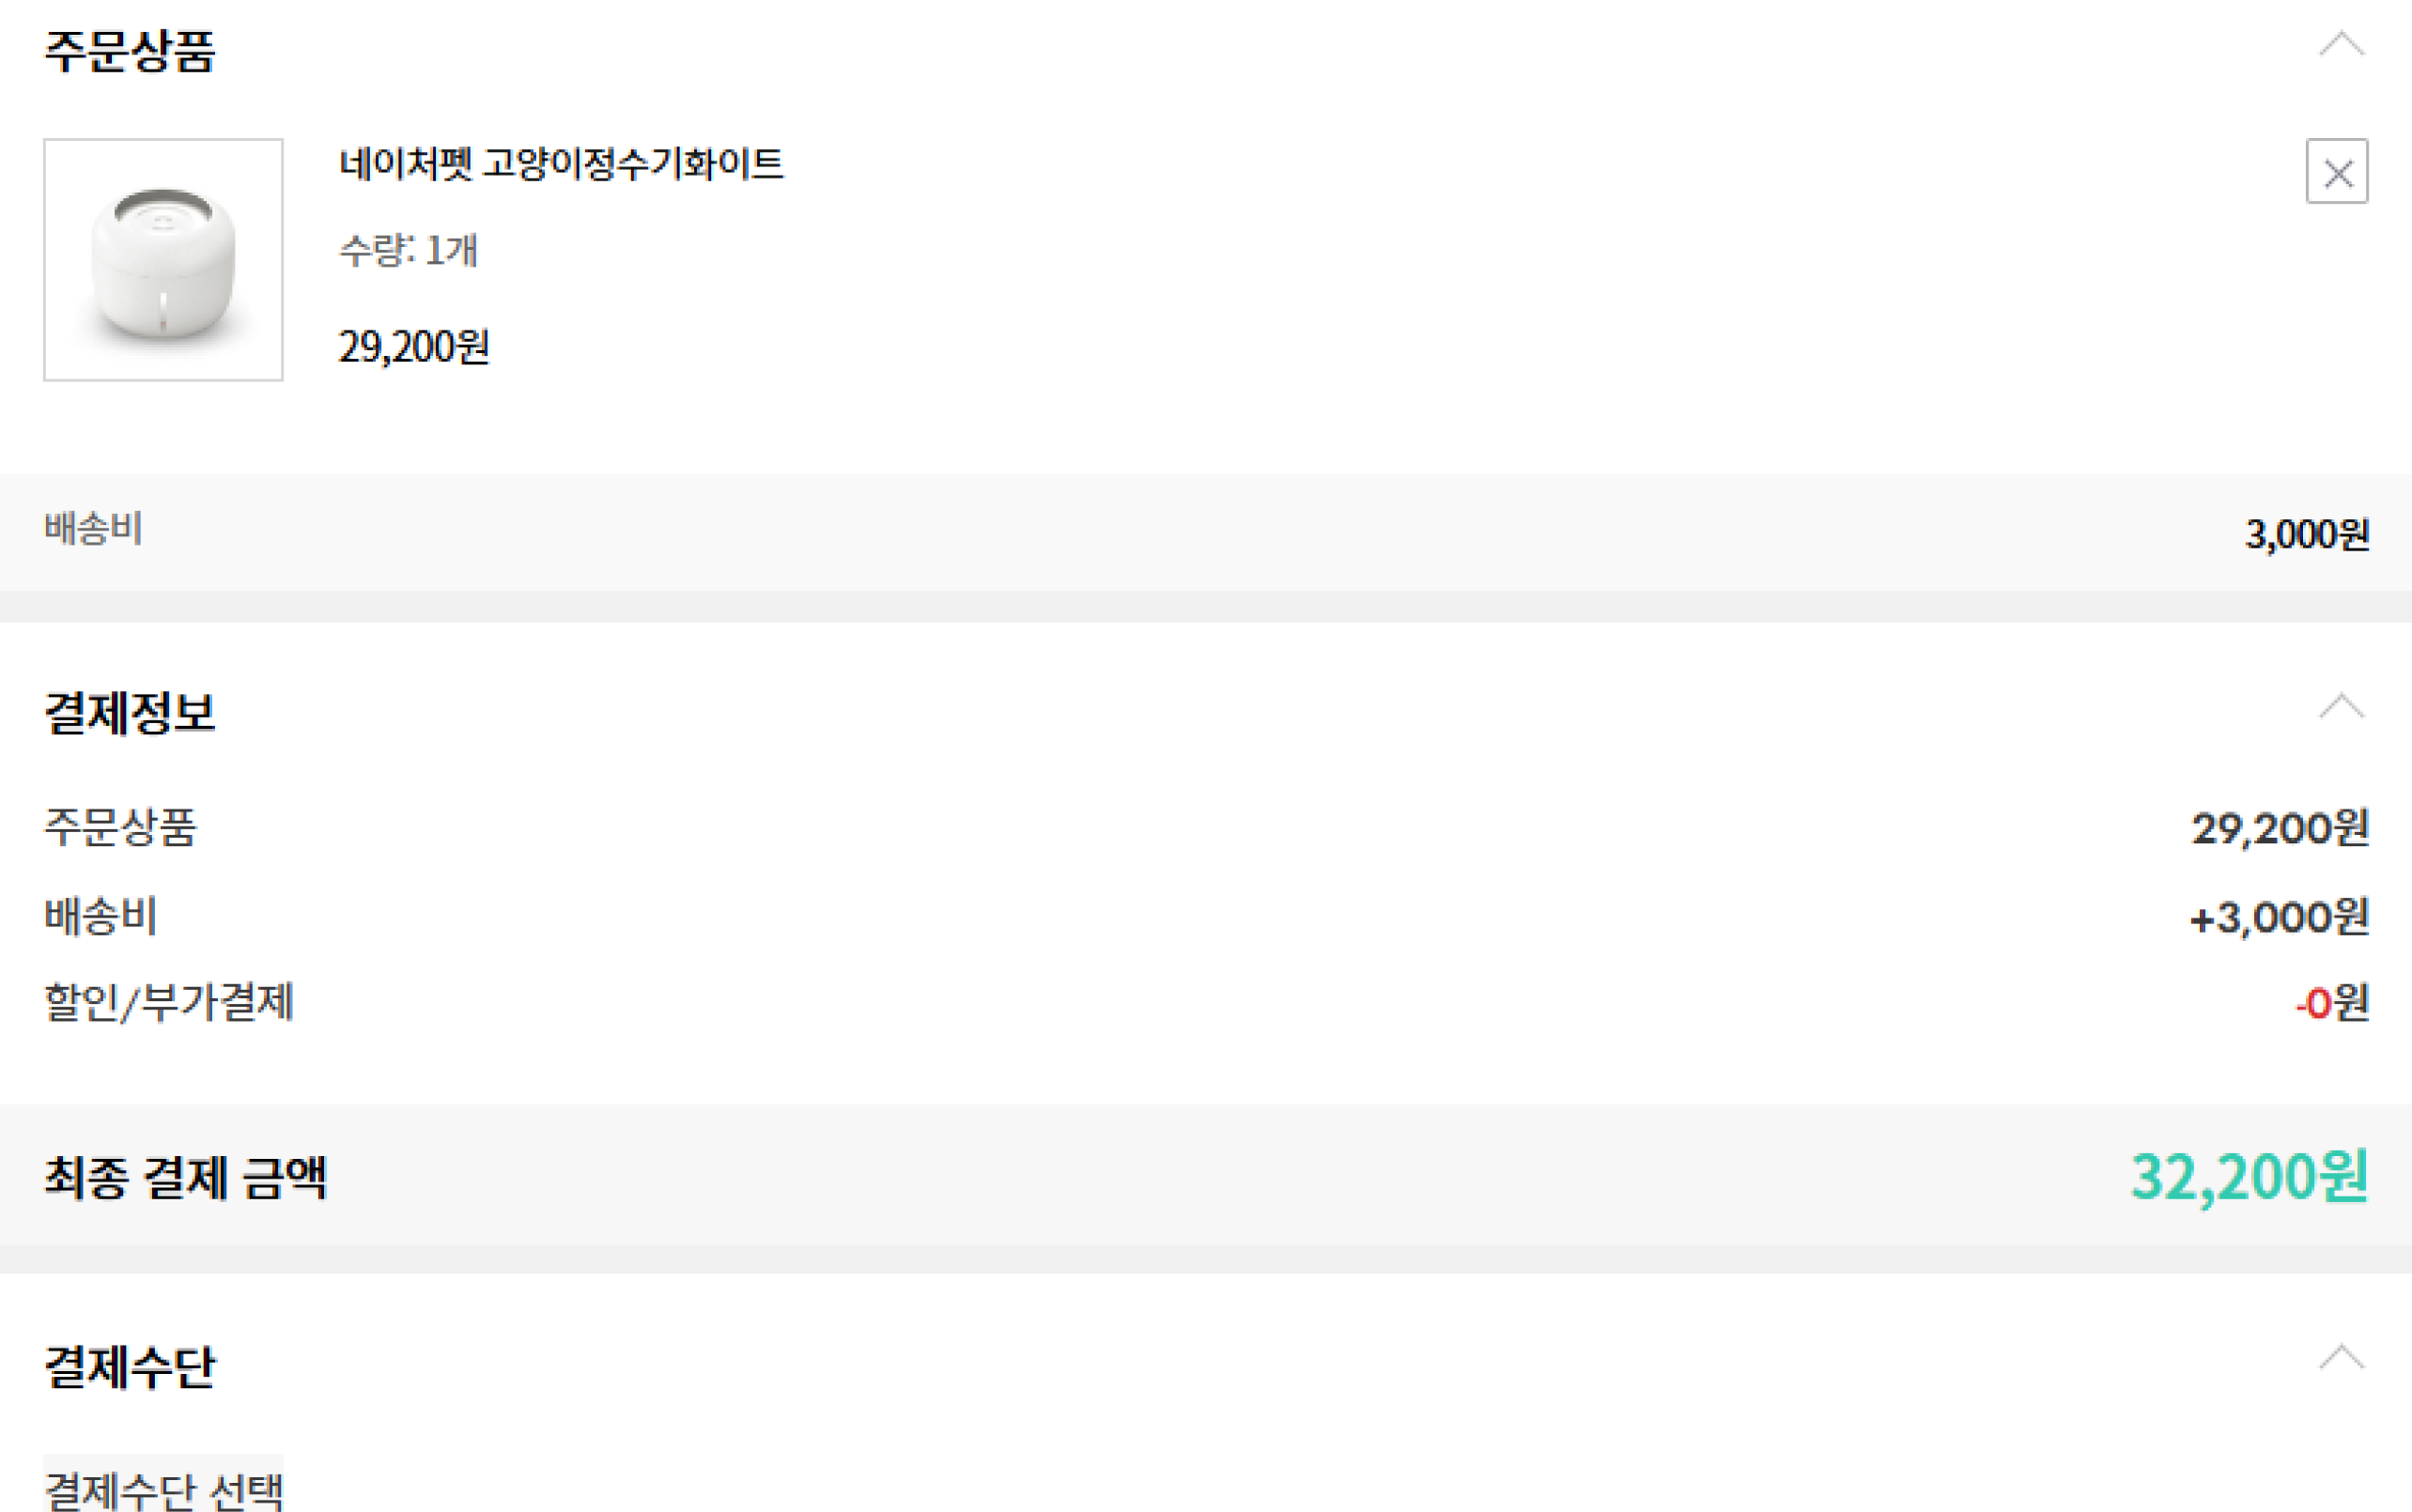 주문상품
네이처펫 고양이정수기화이트
수량: 1개
29,200원
배송비 3,000원
결제정보
주문상품 29,200원
배송비 +3,000원
할인/부가결제 -0원
최종 결제 금액 32,200원
결제수단
결제수단 선택